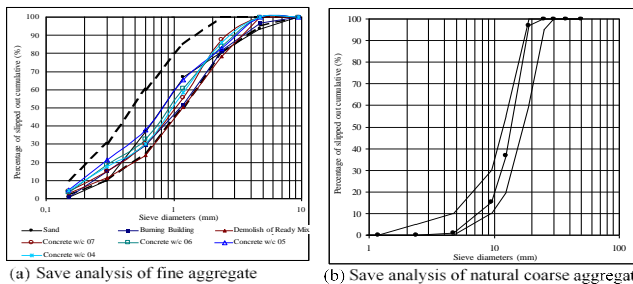 (a)
(b)
Percentage of slipped out cumulative (%)
100
90
80
70
60
50
40
30
20
10
0
0.1
1
10
Sieve diameters (mm)
Sand
Burning Building
Demolish of Ready Mix
Concrete w/c 07
Concrete w/c 06
Concrete w/c 05
Concrete w/c 04
(a) Save analysis of fine aggregate
Percentage of slipped out cumulative (%)
100
90
80
70
60
50
40
30
20
10
0
1
10
100
Sieve diameters (mm)
(b) Save analysis of natural coarse aggregat